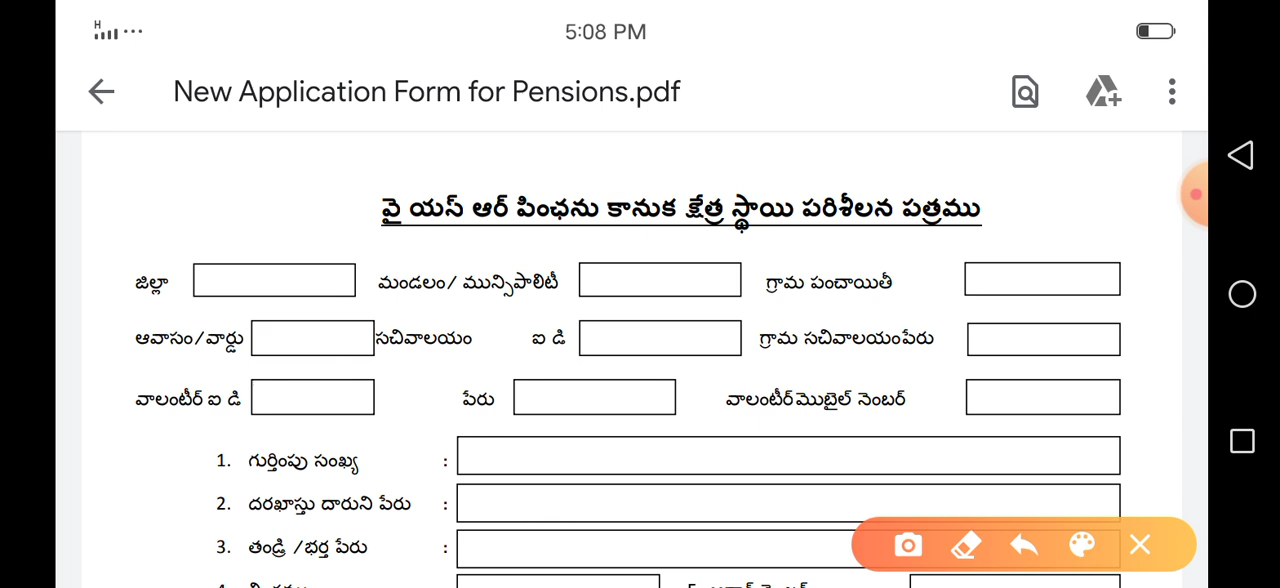 H
5:08 PM
New Application Form for Pensions.pdf
వై యస్ ఆర్ పింఛను కానుక క్షేత్ర స్థాయి పరిశీలన పత్రము
జిల్లా మండలం/ మున్సిపాలిటీ గ్రామ పంచాయితీ
ఆవాసం/వార్డు సచివాలయం ఐ డి గ్రామ సచివాలయంపేరు
వాలంటీర్ ఐ డి పేరు వాలంటీర్ మొబైల్ నెంబర్
1. గుర్తింపు సంఖ్య :
2. దరఖాస్తు దారుని పేరు :
3. తండ్రి /భర్త పేరు :